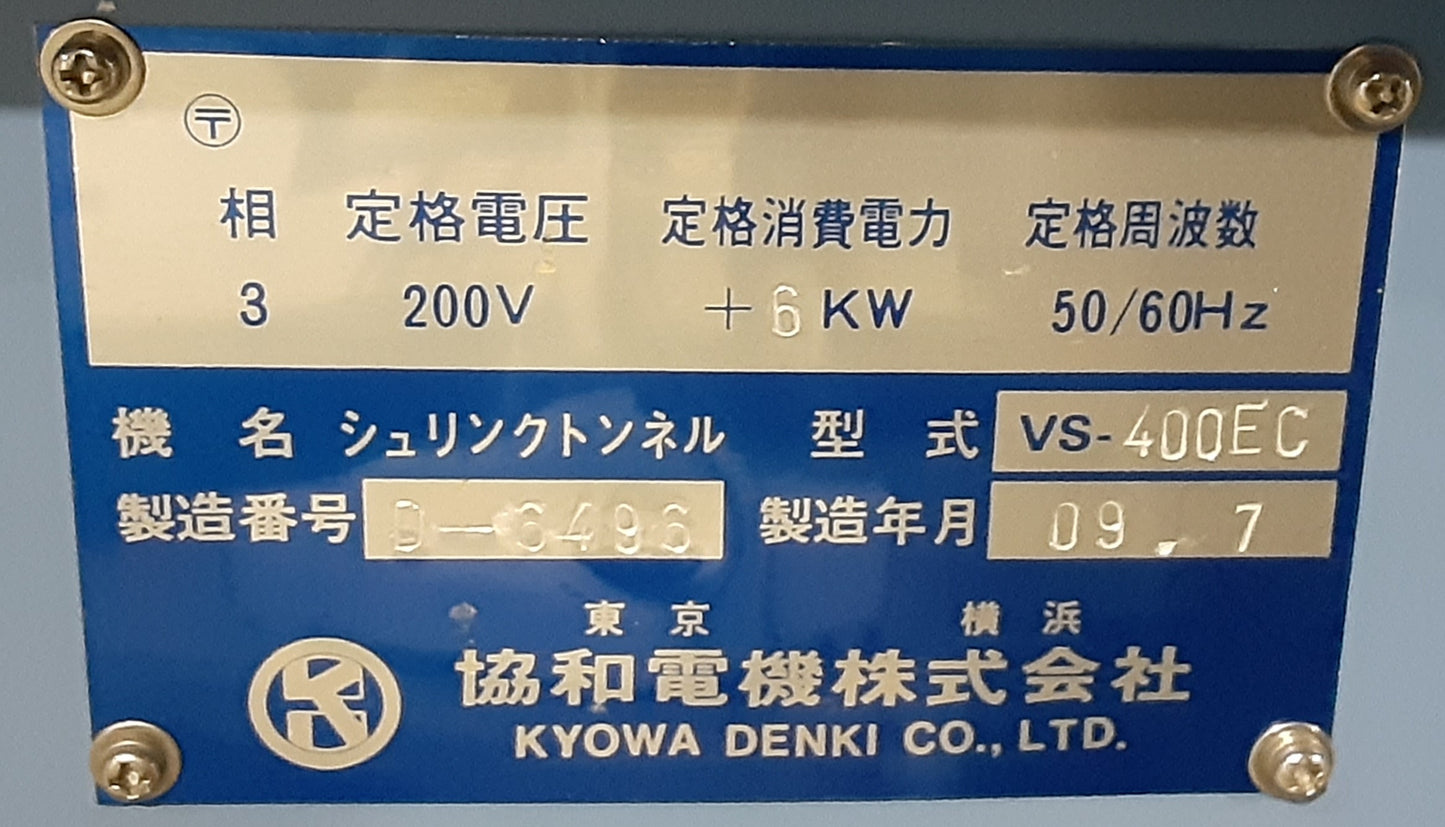 〒
相 定格電圧 定格消費電力 定格周波数
3 200V +6KW 50/60Hz
機名 シュリンクトンネル 型式 VS-400EC
製造番号 D-6496 製造年月 09.7
東京 横浜
協和電機株式会社
KYOWA DENKI CO., LTD.